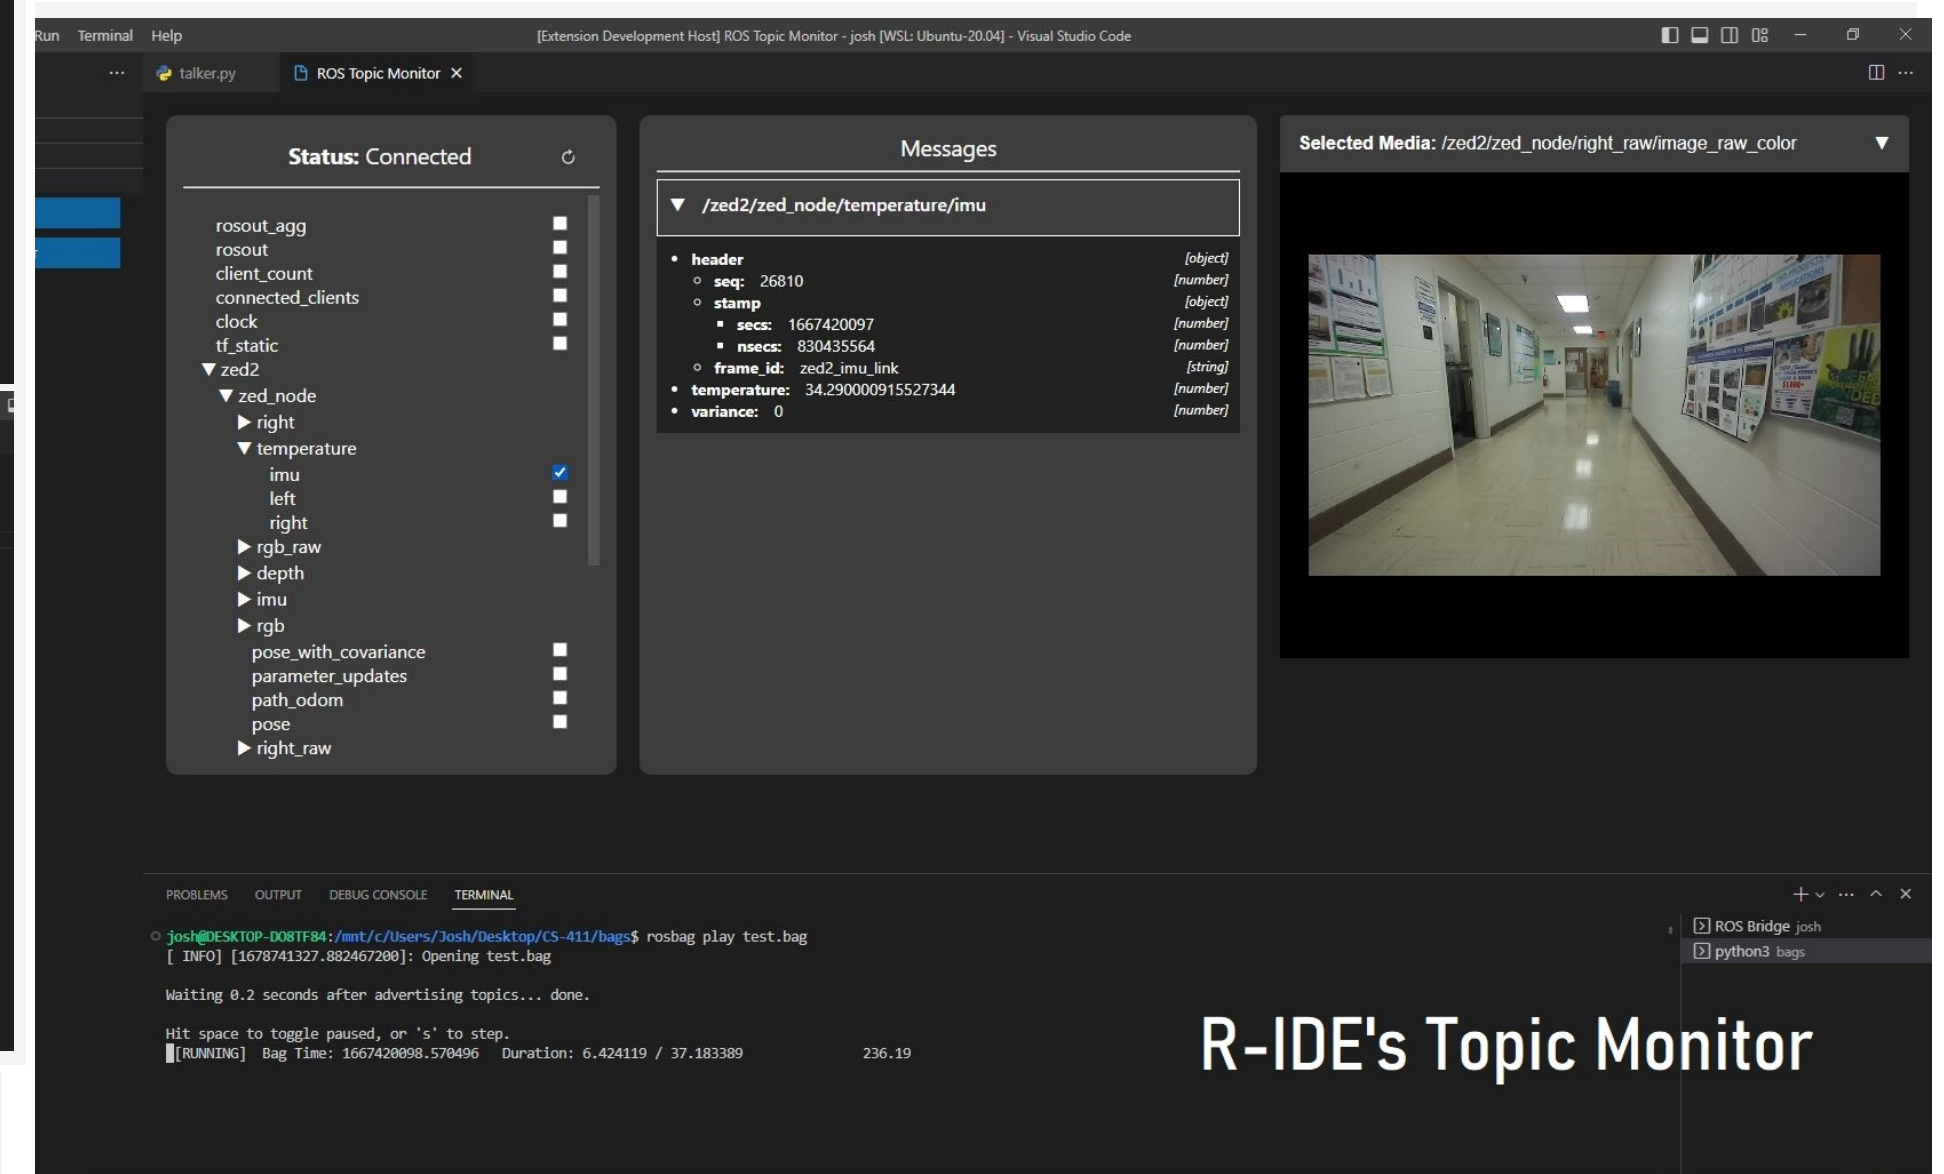 Run Terminal Help [Extension Development Host] ROS Topic Monitor - josh [WSL: Ubuntu-20.04] - Visual Studio Code
talker.py ROS Topic Monitor
Status: Connected
rosout_agg
rosout
client_count
connected_clients
clock
tf_static
zed2
zed_node
right
temperature
imu
left
right
rgb_raw
depth
imu
rgb
pose_with_covariance
parameter_updates
path_odom
pose
right_raw
Messages
/zed2/zed_node/temperature/imu
header [object]
seq: 26810 [number]
stamp [object]
secs: 1667420097 [number]
nsecs: 830435564 [number]
frame_id: zed2_imu_link [string]
temperature: 34.290000915527344 [number]
variance: 0 [number]
Selected Media: /zed2/zed_node/right_raw/image_raw_color
PROBLEMS OUTPUT DEBUG CONSOLE TERMINAL
josh@DESKTOP-DO8TF84:/mnt/c/Users/Josh/Desktop/CS-411/bags$ rosbag play test.bag
[ INFO] [1678741327.882467200]: Opening test.bag
Waiting 0.2 seconds after advertising topics... done.
Hit space to toggle paused, or 's' to step.
[RUNNING] Bag Time: 1667420098.570496 Duration: 6.424119 / 37.183389 236.19
ROS Bridge josh
python3 bags
R-IDE's Topic Monitor